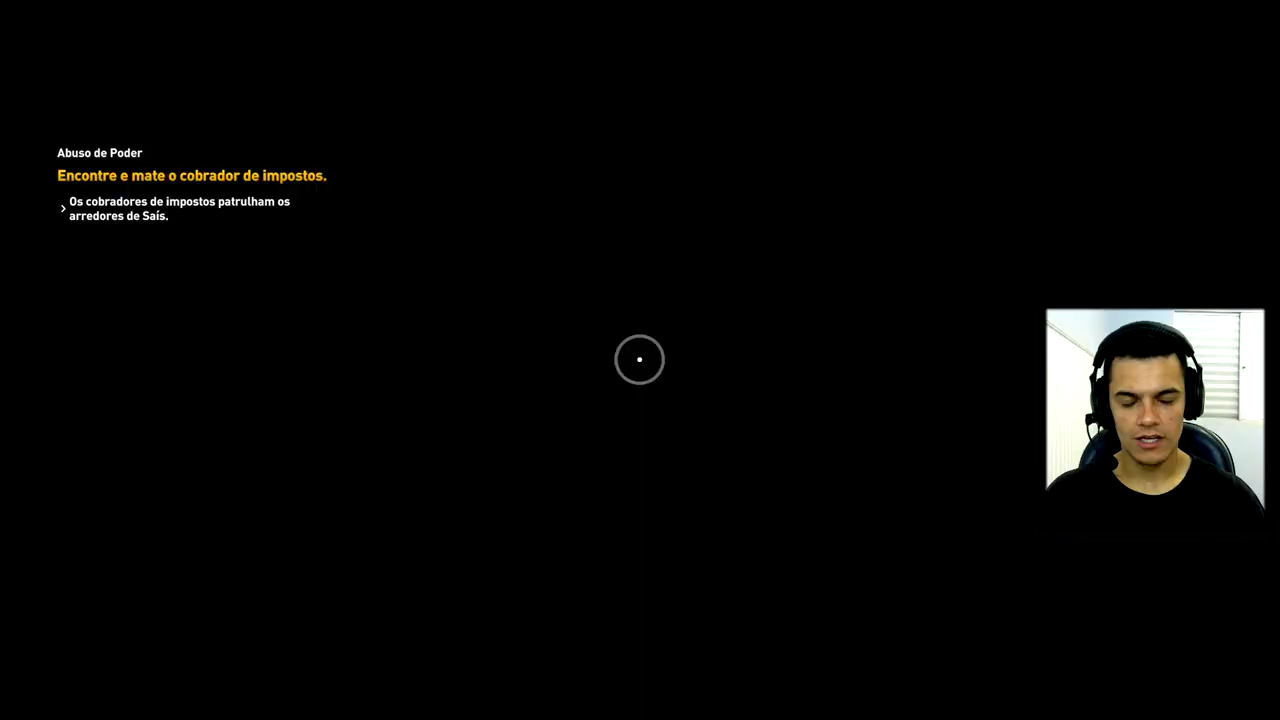 Abuso de Poder
Encontre e mate o cobrador de impostos.
Os cobradores de impostos patrulham os
arredores de Saís.